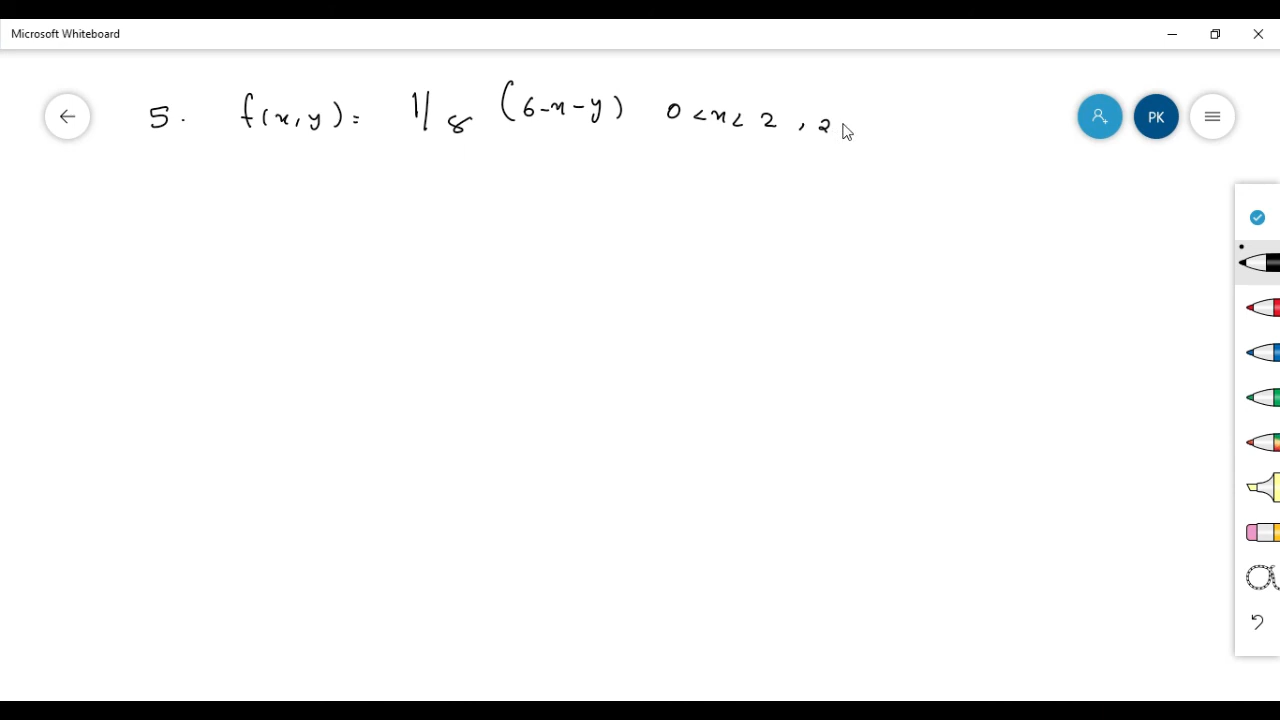 Microsoft Whiteboard
5. f(x,y) = 1/8 (6-x-y) 0<x<2, 2
PK